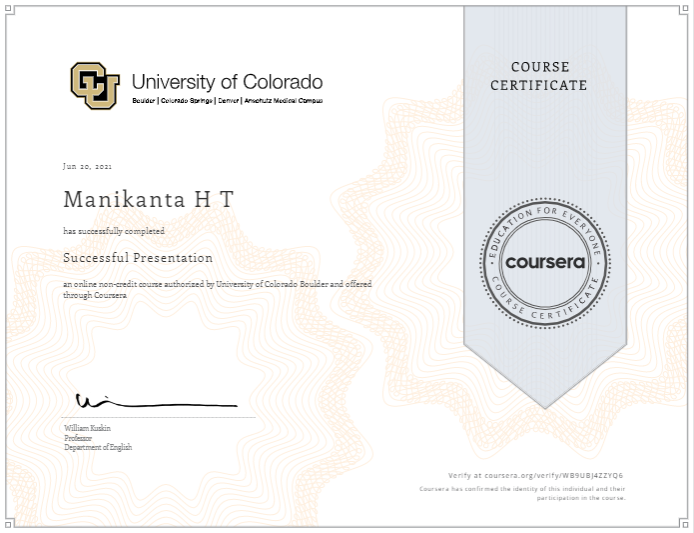 CU
University of Colorado
Boulder | Colorado Springs | Denver | Anschutz Medical Campus
COURSE
CERTIFICATE
Jun 20, 2021
Manikanta H T
has successfully completed
Successful Presentation
an online non-credit course authorized by University of Colorado Boulder and offered
through Coursera
EDUCATION FOR EVERYONE
coursera
COURSE CERTIFICATE
William Kuskin
Professor
Department of English
Verify at coursera.org/verify/WB9UBJ4ZZYQ6
Coursera has confirmed the identity of this individual and their
participation in the course.